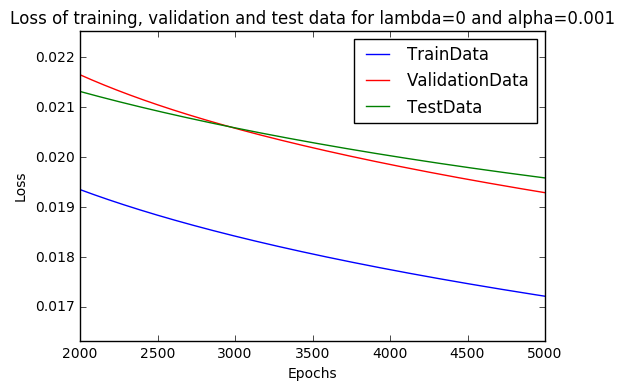 Loss of training, validation and test data for lambda=0 and alpha=0.001
0.022
0.021
0.020
0.019
0.018
0.017
Loss
TrainData
ValidationData
TestData
2000 2500 3000 3500 4000 4500 5000
Epochs